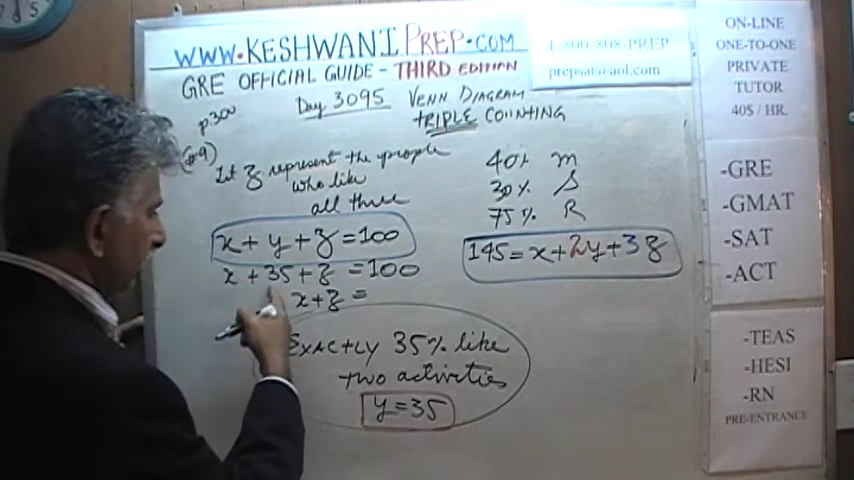 WWW.KESHWANIPREP.COM
1-800-808-PREP
prepsat@aol.com
GRE OFFICIAL GUIDE - THIRD EDITION
p.300
Day 3095 VENN DIAGRAM
TRIPLE COUNTING
(#9)
Let z represent the people
who like
all three
40% M
30% S
75% R
x+y+z=100
145=x+2y+3z
x+35+z=100
x+z=
Exactly 35% like
two activities
y=35
ON-LINE
ONE-TO-ONE
PRIVATE
TUTOR
40$ / HR.
-GRE
-GMAT
-SAT
-ACT
-TEAS
-HESI
-RN
PRE-ENTRANCE